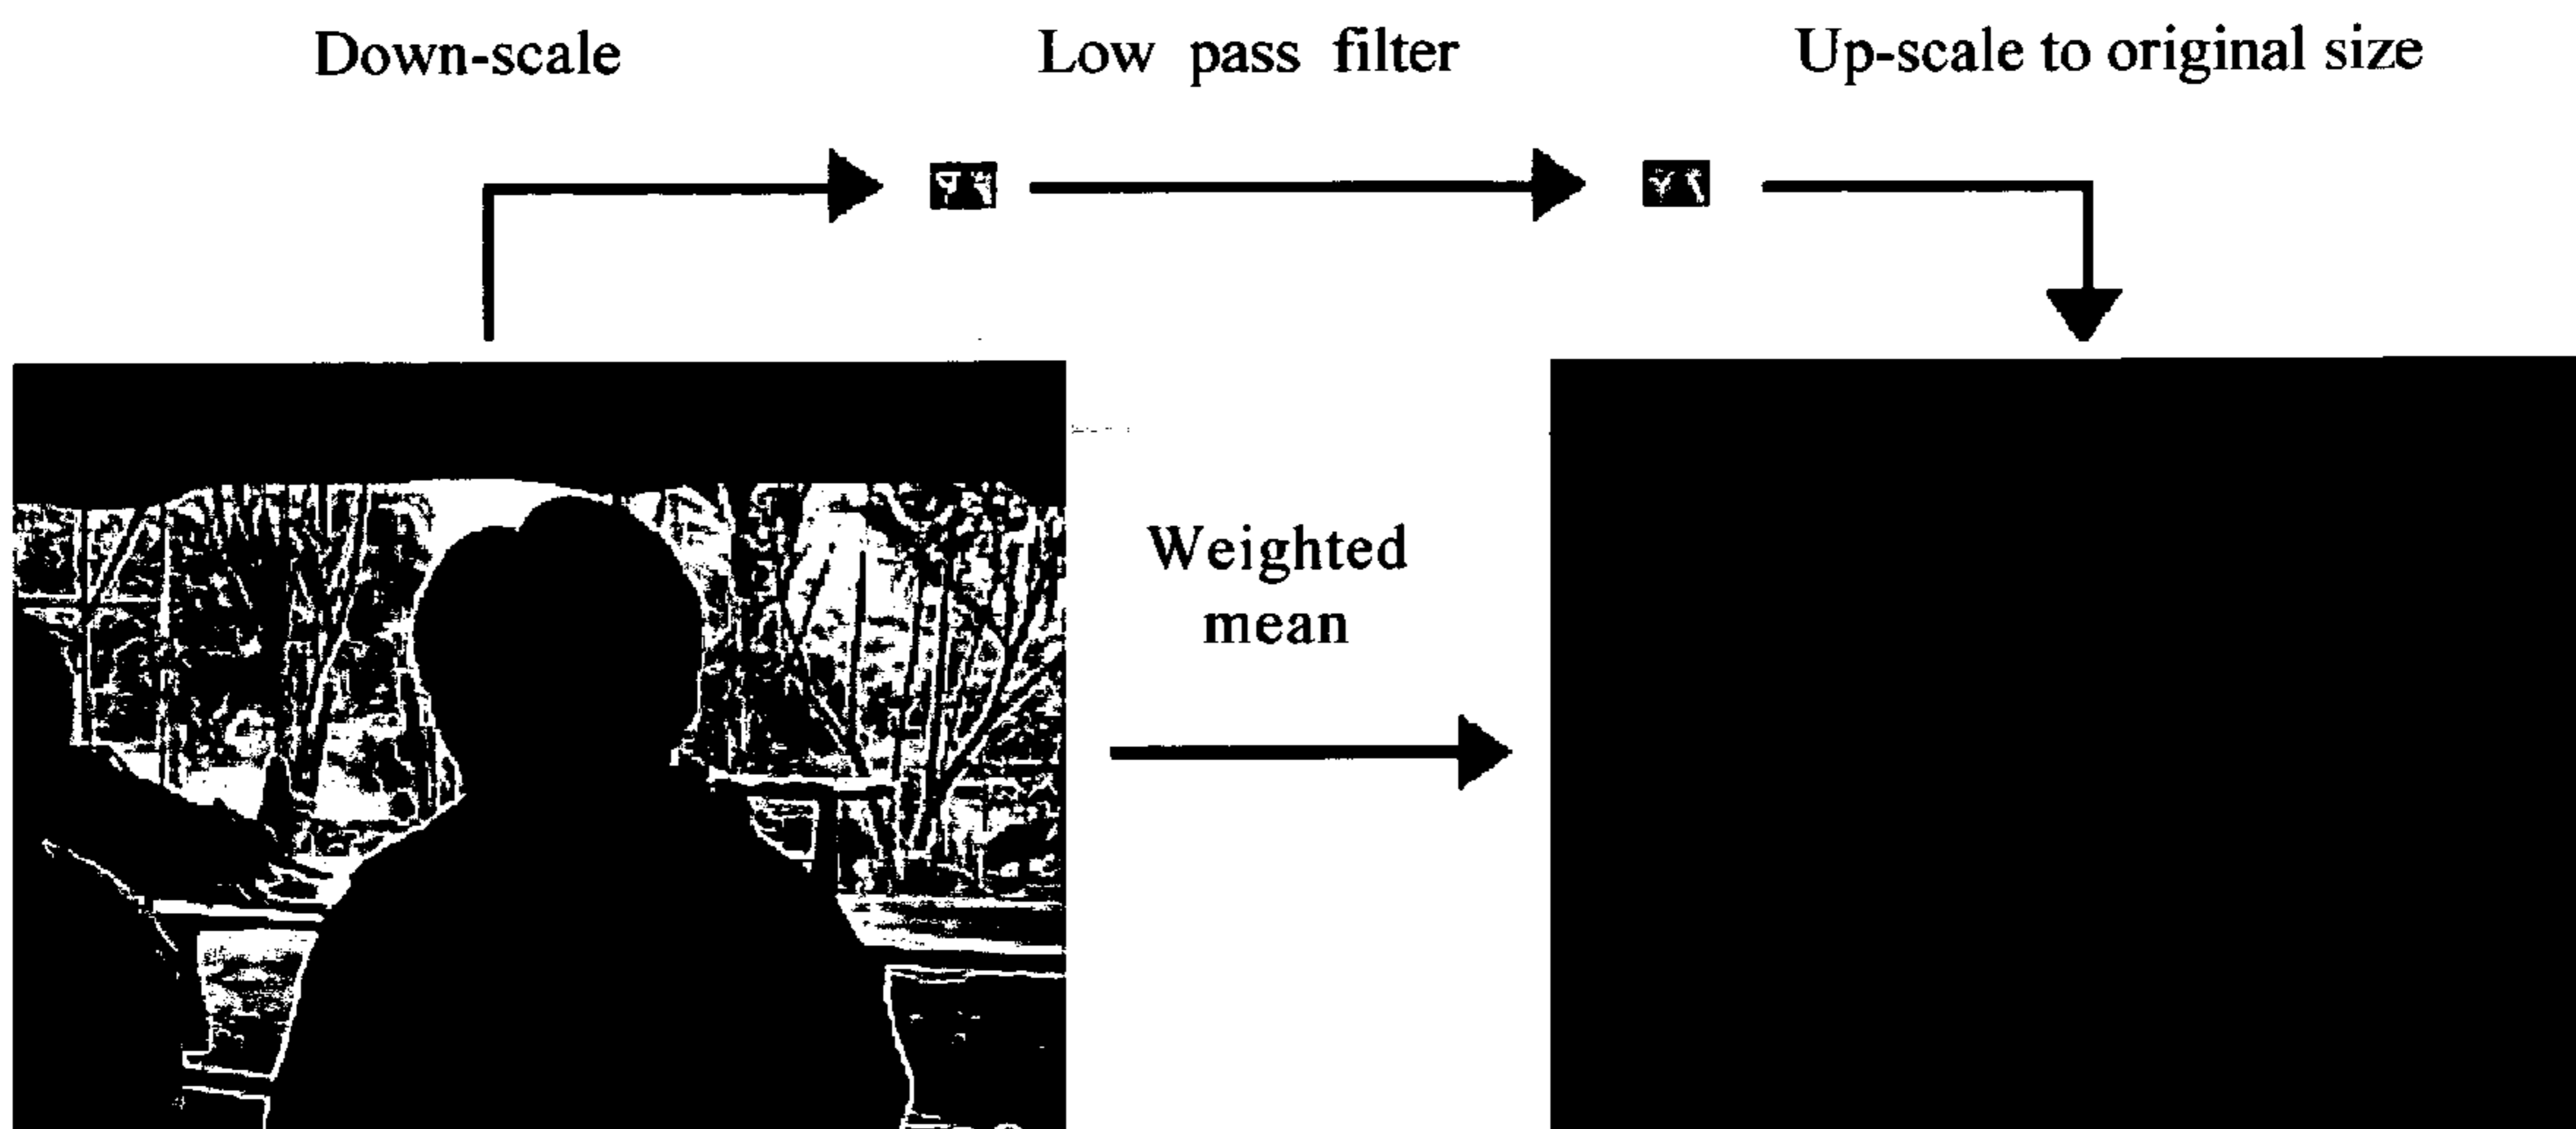 Down-scale
Low pass filter
Up-scale to original size
Weighted
mean